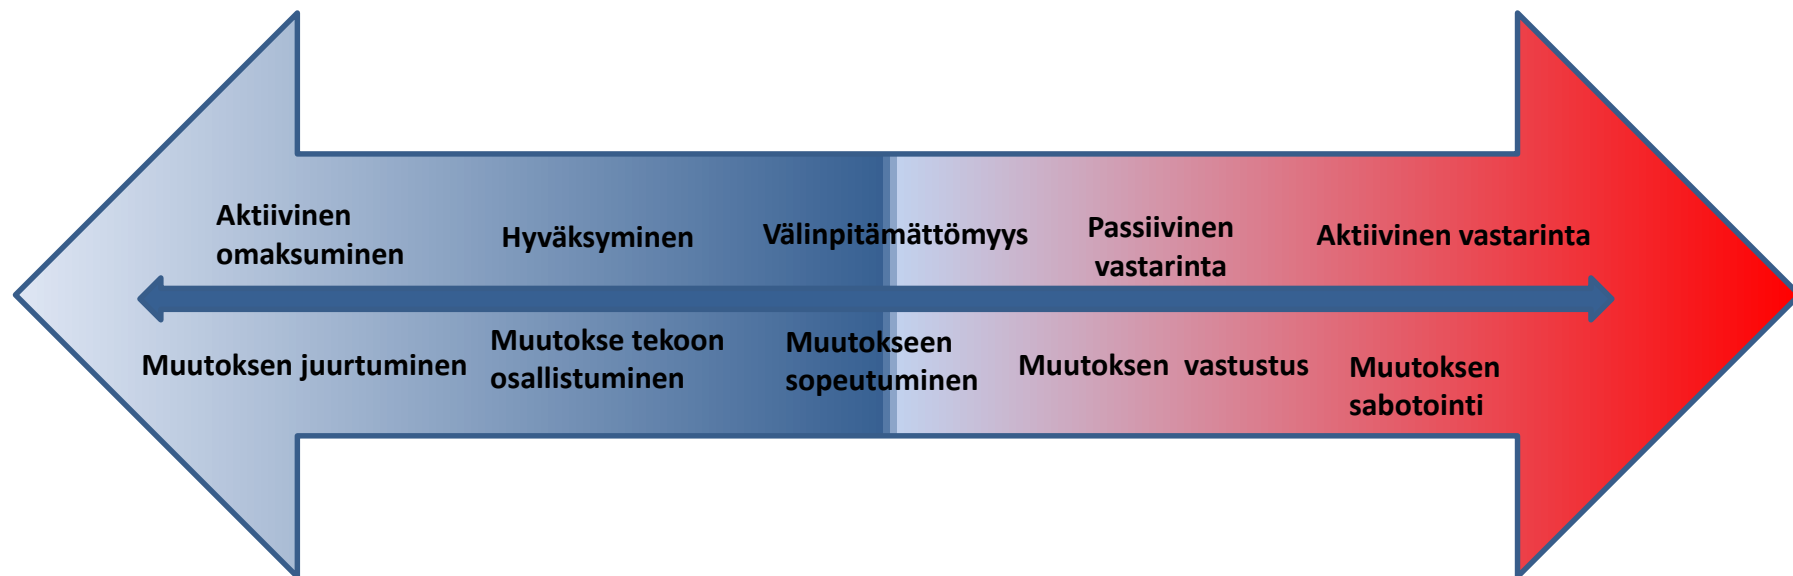 Aktiivinen
omaksuminen
Hyväksyminen
Välinpitämättömyys
Passiivinen
vastarinta
Aktiivinen vastarinta
Muutoksen juurtuminen
Muutokse tekoon
osallistuminen
Muutokseen
sopeutuminen
Muutoksen  vastustus
Muutoksen
sabotointi